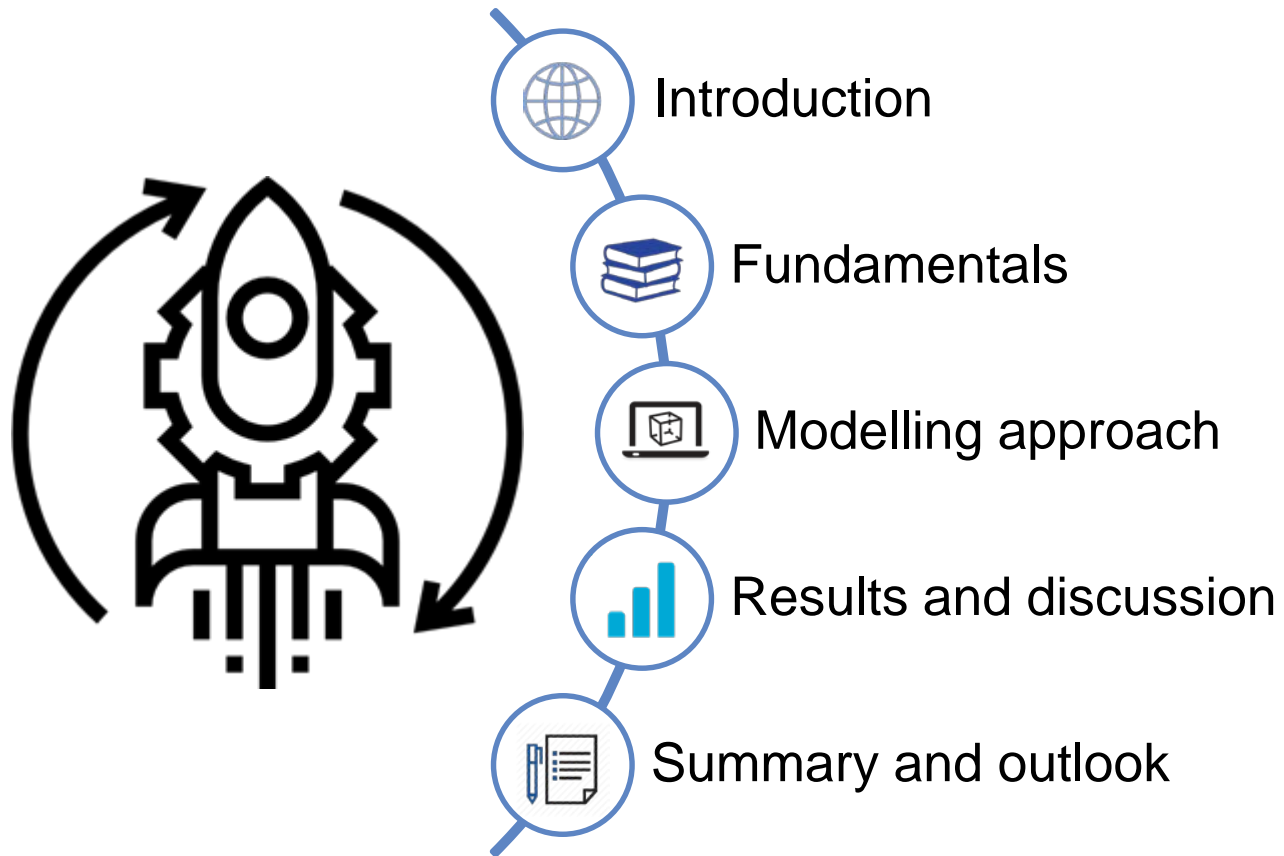 Introduction
Fundamentals
Modelling approach
Results and discussion
Summary and outlook